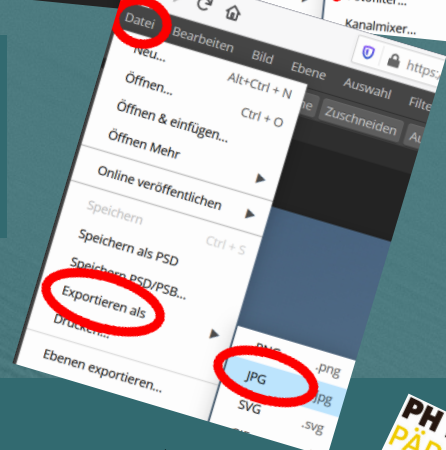 Kanalmixer...
https:
Datei
Bearbeiten
Bild
Ebene
Auswahl
Filte
Neu...
Alt+Ctrl + N
Öffnen...
Ctrl + O
Öffnen & einfügen...
Zuschneiden
Öffnen Mehr
Online veröffentlichen
Speichern
Ctrl + S
Speichern als PSD
Speichern PSD/PSB...
Exportieren als
Drucken...
Ebenen exportieren...
PNG .png
JPG .jpg
SVG .svg
PH
PÄD